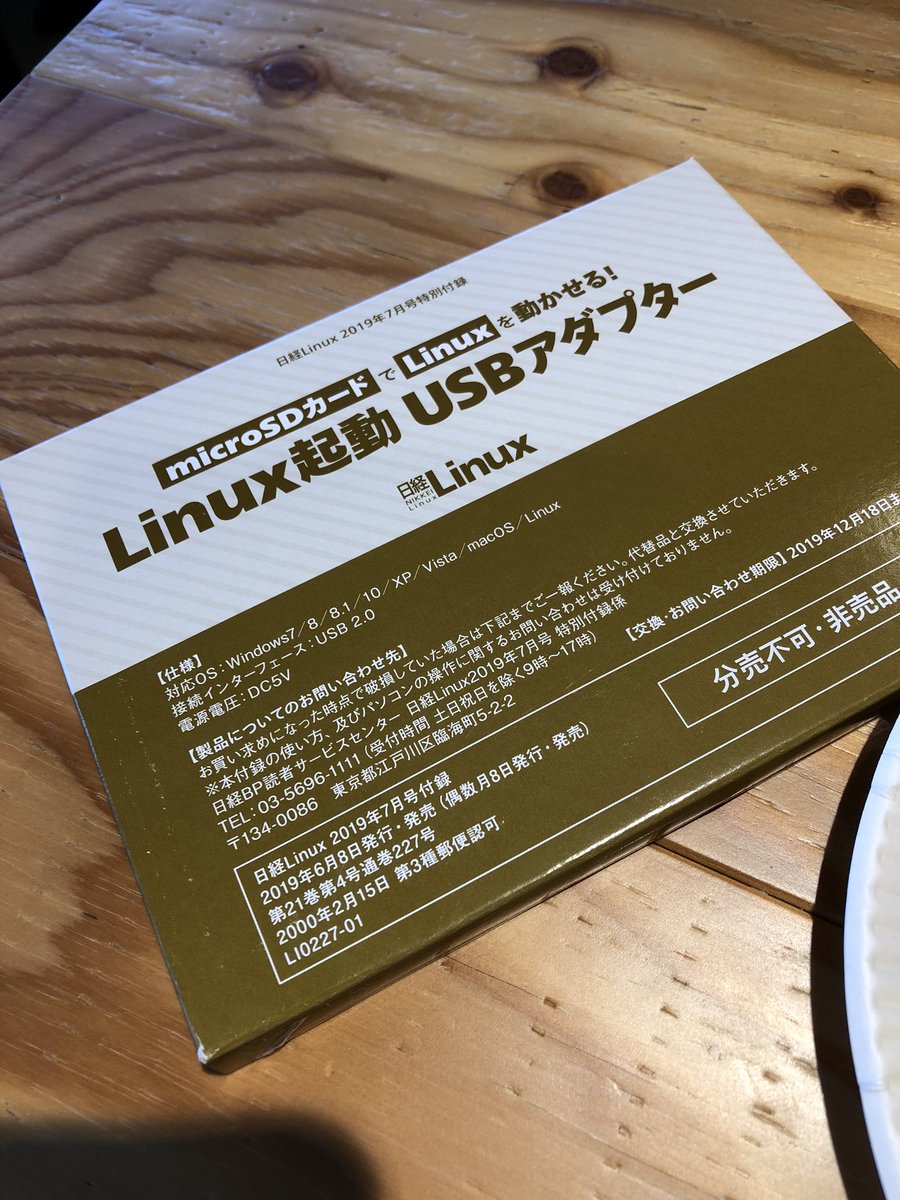 日経Linux 2019年7月号特別付録
microSDカードでLinuxを動かせる!
Linux起動 USBアダプター
日経Linux
NIKKEI
Linux
【仕様】
対応OS:Windows7/8/8.1/10/XP/Vista/macOS/Linux
接続インターフェース:USB 2.0
電源電圧:DC5V
【製品についてのお問い合わせ先】
お買い求めになった時点で破損していた場合は下記までご一報ください。代替品と交換させていただきます。
※本付録の使い方、及びパソコンの操作に関するお問い合わせは受け付けておりません。
日経BP読者サービスセンター 日経Linux2019年7月号 特別付録係
【交換・お問い合わせ期限】2019年12月18日ま
TEL:03-5696-1111(受付時間 土日祝日を除く9時〜17時)
〒134-0086 東京都江戸川区臨海町5-2-2
分売不可・非売品
日経Linux 2019年7月号付録
2019年6月8日発行・発売(偶数月8日発行・発売)
第21巻第4号通巻227号
2000年2月15日 第3種郵便認可
LI0227-01